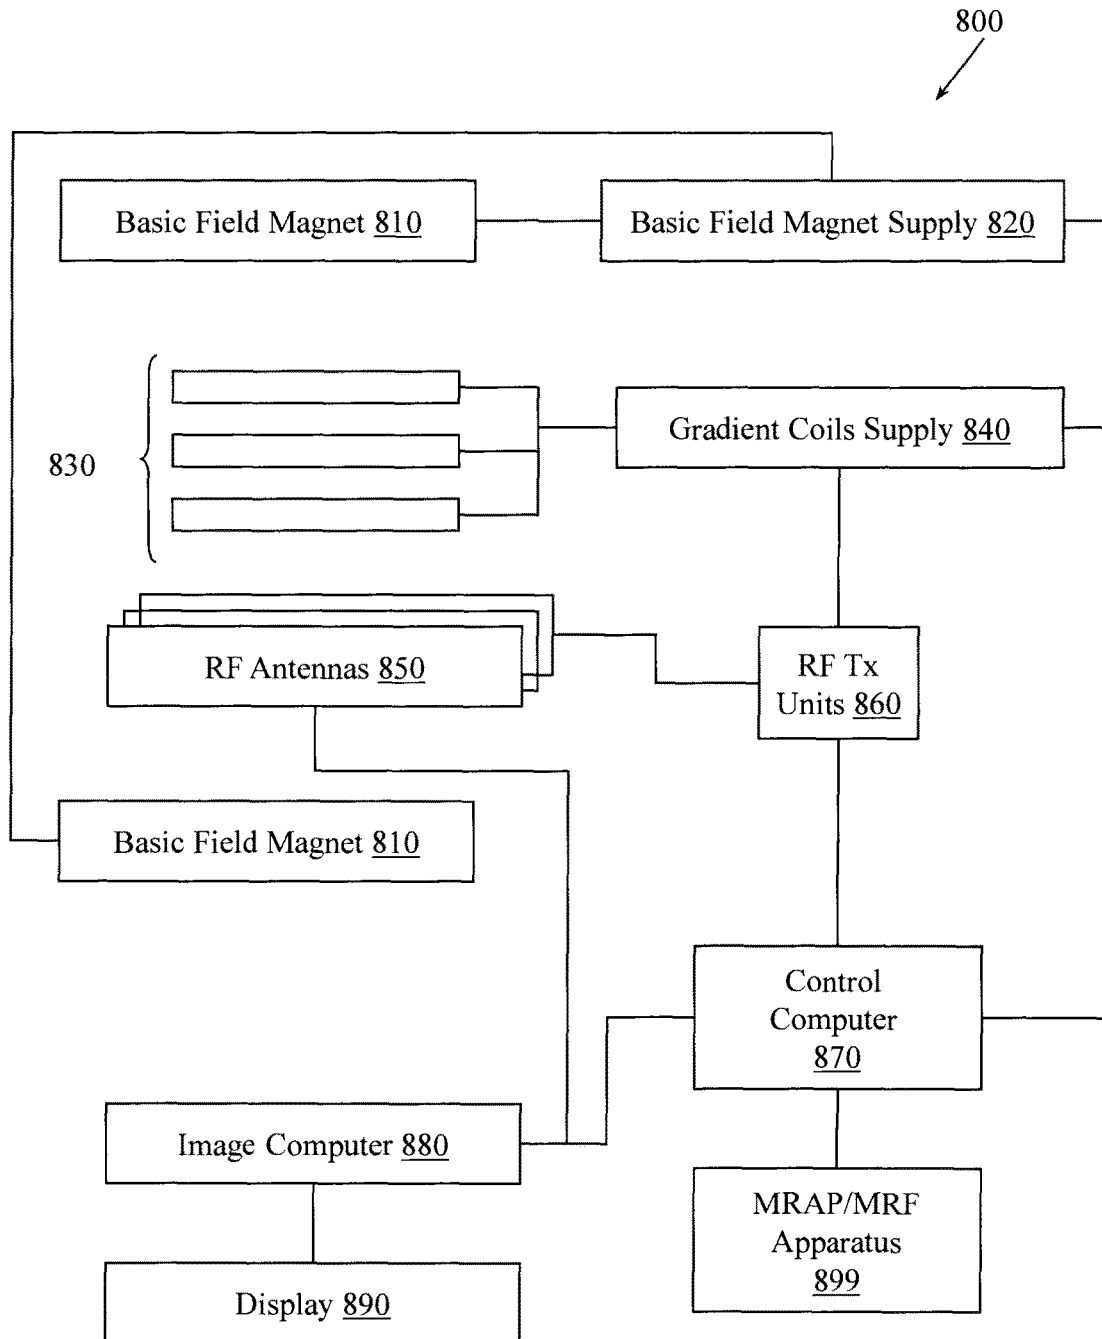 800
Basic Field Magnet 810
Basic Field Magnet Supply 820
830
Gradient Coils Supply 840
RF Antennas 850
RF Tx
Units 860
Basic Field Magnet 810
Control
Computer
870
Image Computer 880
MRAP/MRF
Apparatus
899
Display 890